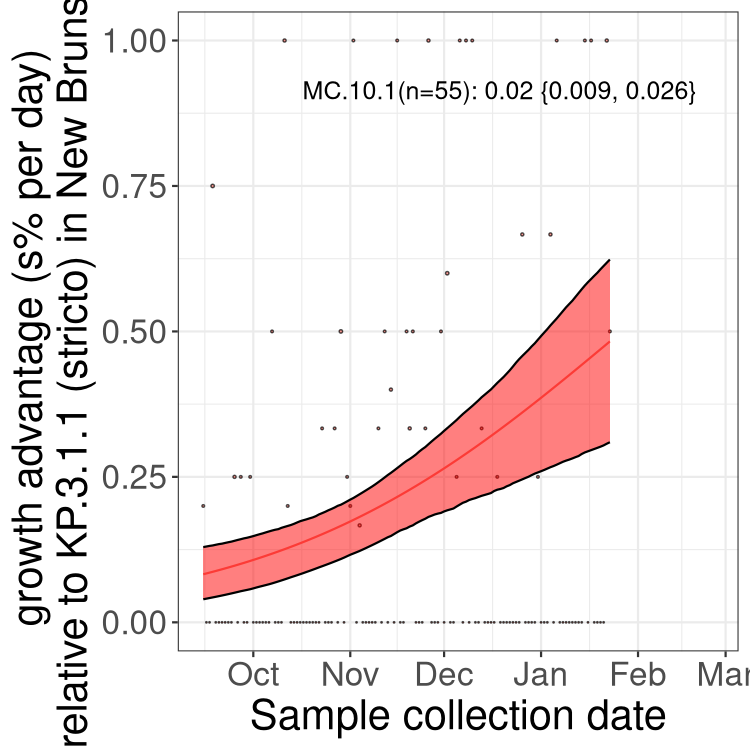 growth advantage (s% per day)
relative to KP.3.1.1 (stricto) in New Bruns
1.00
0.75
0.50
0.25
0.00
MC.10.1(n=55): 0.02 {0.009, 0.026}
Oct Nov Dec Jan Feb Mar
Sample collection date